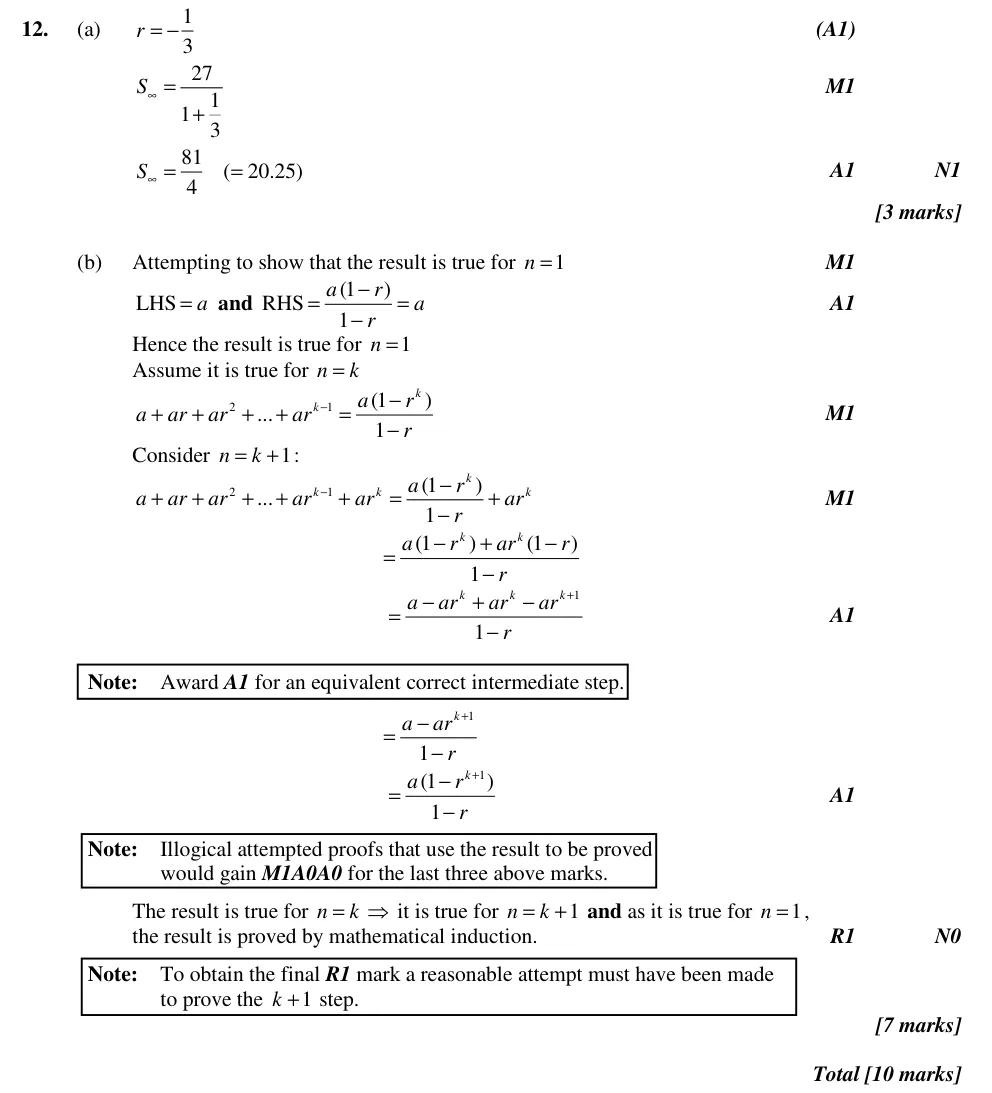 12. (a) r = −1/3 (A1)
S∞ = 27/(1 + 1/3) M1
S∞ = 81/4 (= 20.25) A1 N1
[3 marks]
(b) Attempting to show that the result is true for n = 1 M1
LHS = a and RHS = a(1 − r)/(1 − r) = a A1
Hence the result is true for n = 1
Assume it is true for n = k
a + ar + ar² + ... + ar^(k−1) = a(1 − r^k)/(1 − r) M1
Consider n = k + 1:
a + ar + ar² + ... + ar^(k−1) + ar^k = a(1 − r^k)/(1 − r) + ar^k M1
= (a(1 − r^k) + ar^k(1 − r))/(1 − r)
= (a − ar^k + ar^k − ar^(k+1))/(1 − r) A1
Note: Award A1 for an equivalent correct intermediate step.
= (a − ar^(k+1))/(1 − r)
= a(1 − r^(k+1))/(1 − r) A1
Note: Illogical attempted proofs that use the result to be proved
would gain M1A0A0 for the last three above marks.
The result is true for n = k ⇒ it is true for n = k + 1 and as it is true for n = 1,
the result is proved by mathematical induction. R1 N0
Note: To obtain the final R1 mark a reasonable attempt must have been made
to prove the k + 1 step.
[7 marks]
Total [10 marks]